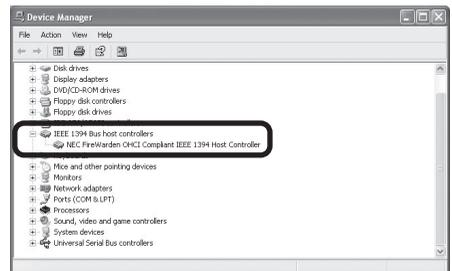 Device Manager
File Action View Help
Disk drives
Display adapters
DVD/CD-ROM drives
Floppy disk controllers
Floppy disk drives
IEEE 1394 Bus host controllers
NEC FireWarden OHCI Compliant IEEE 1394 Host Controller
Mice and other pointing devices
Monitors
Network adapters
Ports (COM & LPT)
Processors
Sound, video and game controllers
System devices
Universal Serial Bus controllers